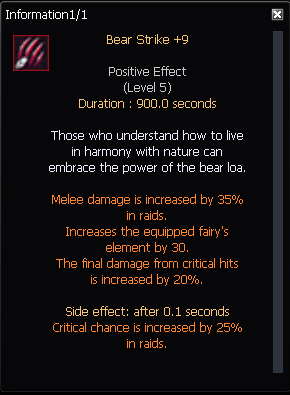 Information1/1
Bear Strike +9
Positive Effect
(Level 5)
Duration : 900.0 seconds
Those who understand how to live
in harmony with nature can
embrace the power of the bear loa.
Melee damage is increased by 35%
in raids.
Increases the equipped fairy's
element by 30.
The final damage from critical hits
is increased by 20%.
Side effect: after 0.1 seconds
Critical chance is increased by 25%
in raids.